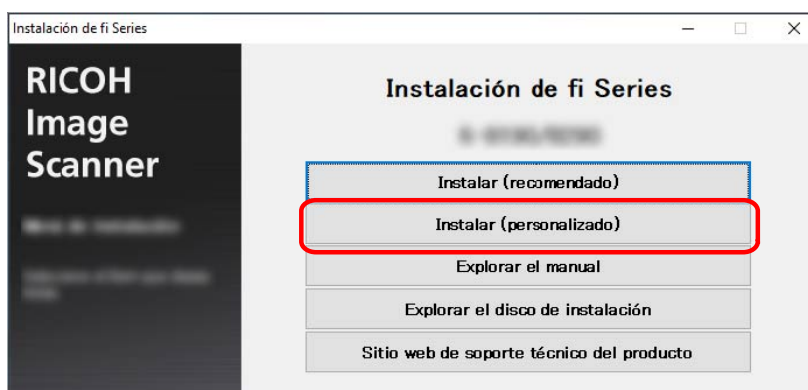 Instalación de fi Series
RICOH
Image
Scanner
Instalación de fi Series
Instalar (recomendado)
Instalar (personalizado)
Explorar el manual
Explorar el disco de instalación
Sitio web de soporte técnico del producto